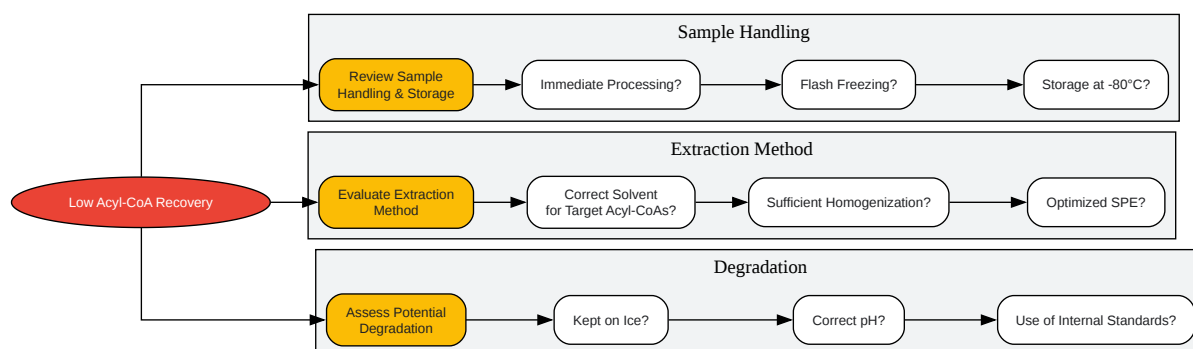 Sample Handling
Review Sample
Handling & Storage
Immediate Processing?
Flash Freezing?
Storage at -80°C?
Extraction Method
Low Acyl-CoA Recovery
Evaluate Extraction
Method
Correct Solvent
for Target Acyl-CoAs?
Sufficient Homogenization?
Optimized SPE?
Degradation
Assess Potential
Degradation
Kept on Ice?
Correct pH?
Use of Internal Standards?